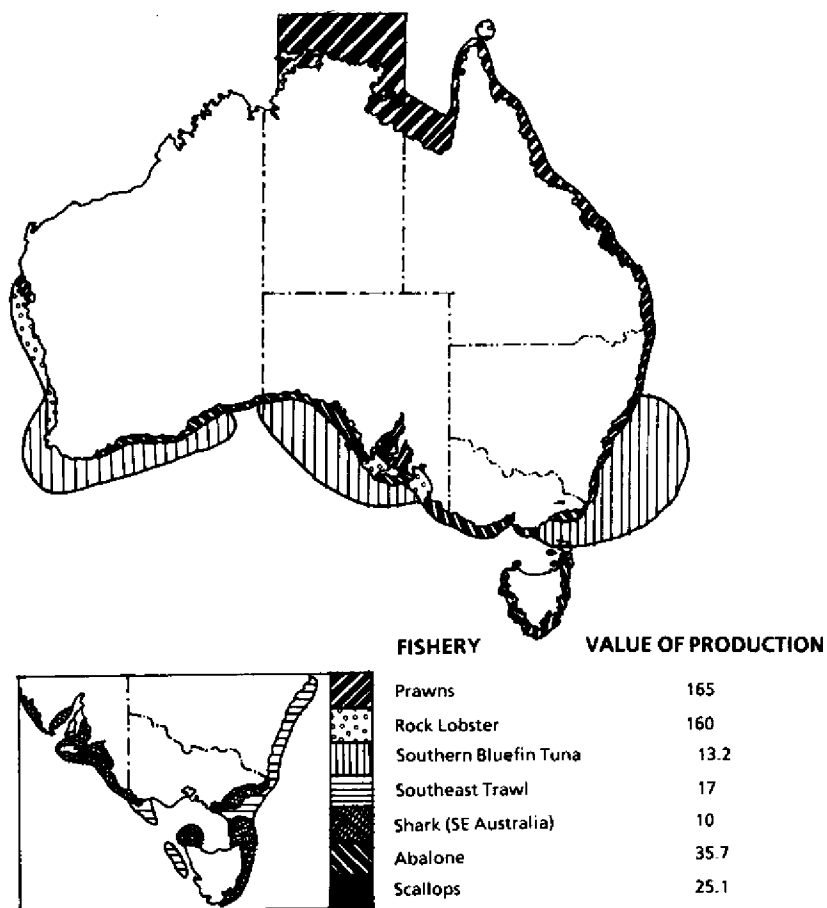 FISHERY VALUE OF PRODUCTION
Prawns 165
Rock Lobster 160
Southern Bluefin Tuna 13.2
Southeast Trawl 17
Shark (SE Australia) 10
Abalone 35.7
Scallops 25.1